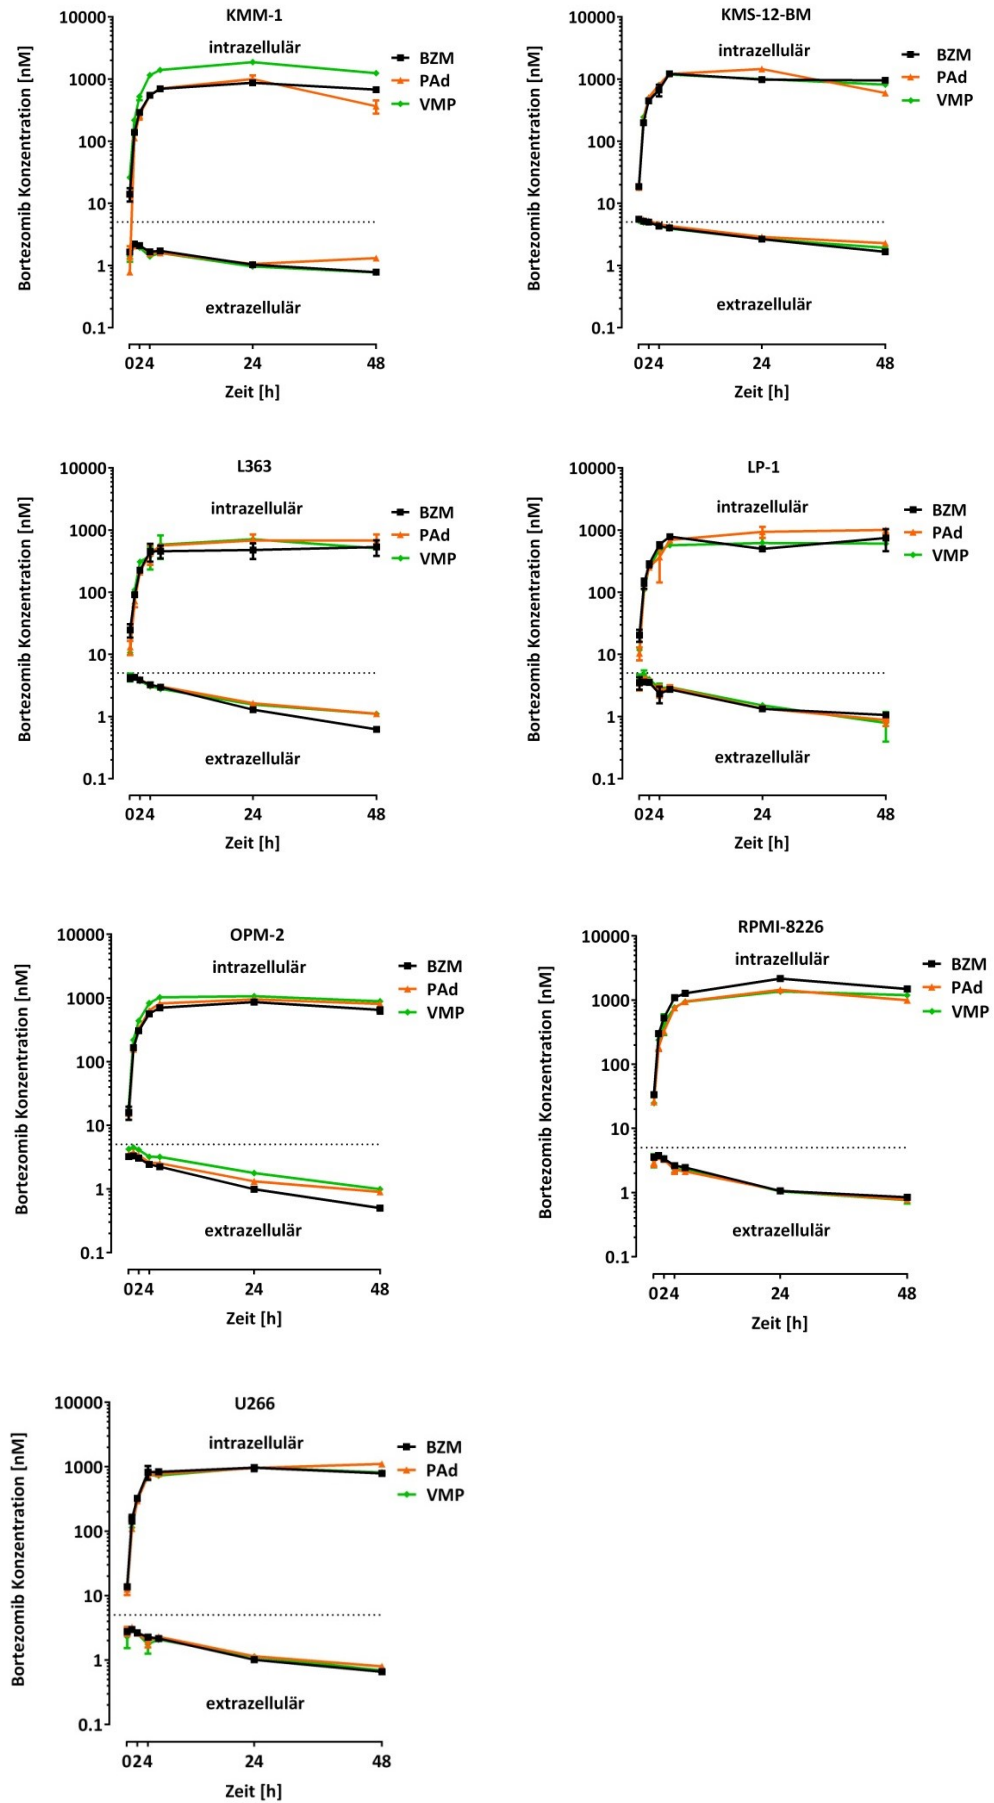 KMM-1
Bortezomib Konzentration [nM]
10000
1000
100
10
1
0.1
intrazellulär
extrazellulär
BZM
PAd
VMP
0 2 4 24 48
Zeit [h]
KMS-12-BM
Bortezomib Konzentration [nM]
10000
1000
100
10
1
0.1
intrazellulär
extrazellulär
BZM
PAd
VMP
0 2 4 24 48
Zeit [h]
L363
Bortezomib Konzentration [nM]
10000
1000
100
10
1
0.1
intrazellulär
extrazellulär
BZM
PAd
VMP
0 2 4 24 48
Zeit [h]
LP-1
Bortezomib Konzentration [nM]
10000
1000
100
10
1
0.1
intrazellulär
extrazellulär
BZM
PAd
VMP
0 2 4 24 48
Zeit [h]
OPM-2
Bortezomib Konzentration [nM]
10000
1000
100
10
1
0.1
intrazellulär
extrazellulär
BZM
PAd
VMP
0 2 4 24 48
Zeit [h]
RPMI-8226
Bortezomib Konzentration [nM]
10000
1000
100
10
1
0.1
intrazellulär
extrazellulär
BZM
PAd
VMP
0 2 4 24 48
Zeit [h]
U266
Bortezomib Konzentration [nM]
10000
1000
100
10
1
0.1
intrazellulär
extrazellulär
BZM
PAd
VMP
0 2 4 24 48
Zeit [h]